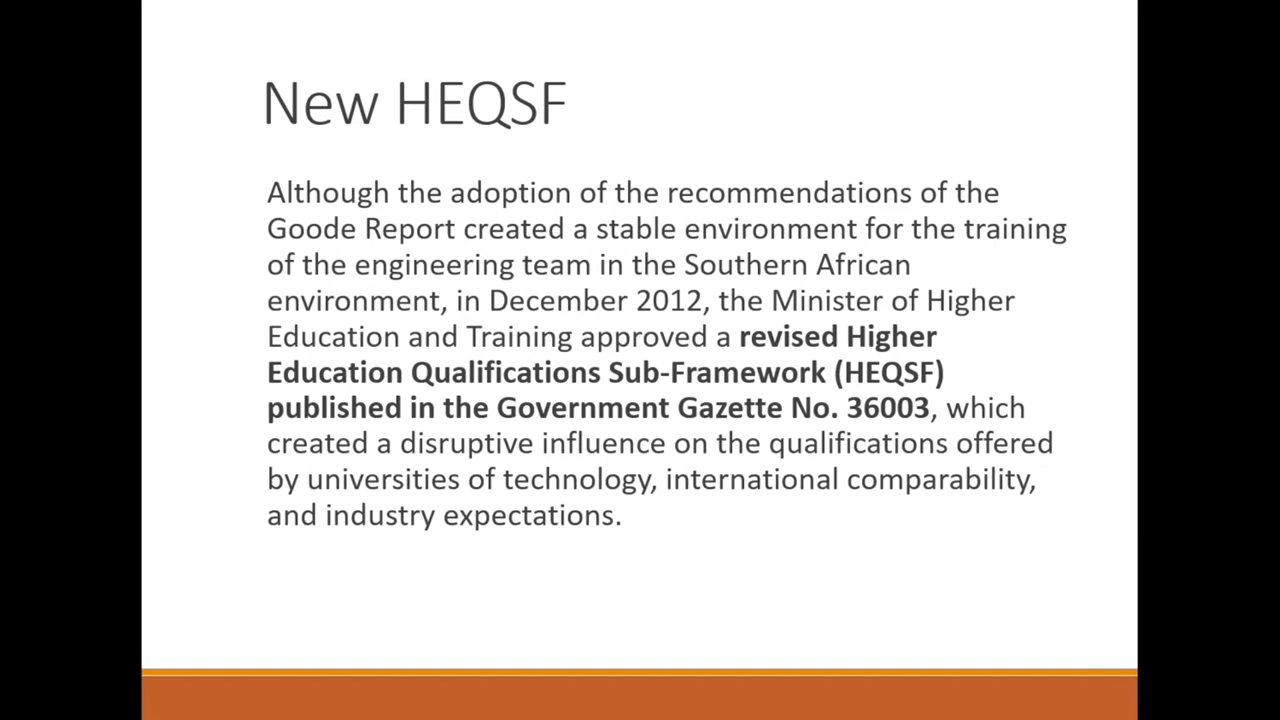 New HEQSF
Although the adoption of the recommendations of the
Goode Report created a stable environment for the training
of the engineering team in the Southern African
environment, in December 2012, the Minister of Higher
Education and Training approved a revised Higher
Education Qualifications Sub-Framework (HEQSF)
published in the Government Gazette No. 36003, which
created a disruptive influence on the qualifications offered
by universities of technology, international comparability,
and industry expectations.